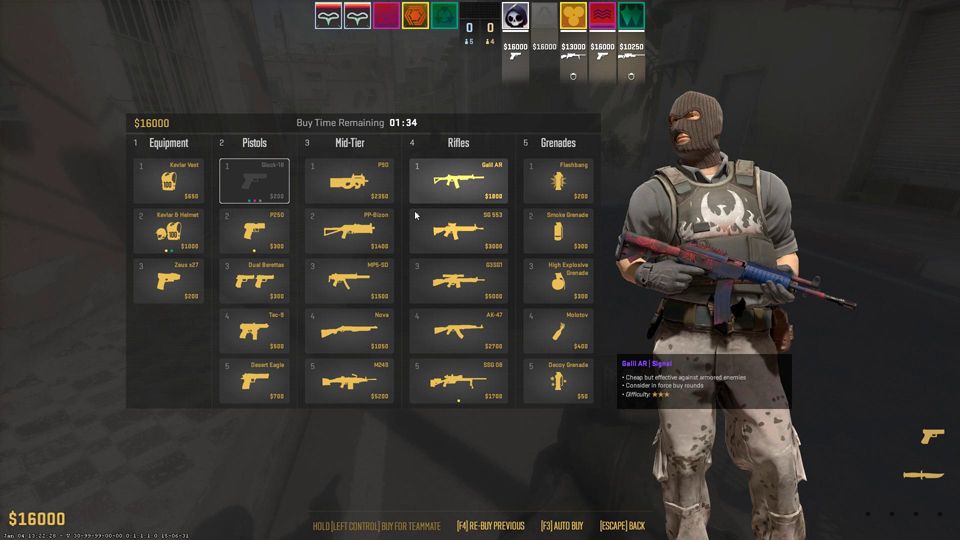 0 0
5 4
$16000 $16000 $13000 $16000 $10250
$16000
Buy Time Remaining 01:34
1 Equipment
2 Pistols
3 Mid-Tier
4 Rifles
5 Grenades
1 Kevlar Vest
100
$650
2 Kevlar & Helmet
100
$1000
3 Zeus x27
$200
1 Glock-18
$200
2 P250
$300
3 Dual Berettas
$300
4 Tec-9
$500
5 Desert Eagle
$700
1 P90
$2350
2 PP-Bizon
$1400
3 MP5-SD
$1500
4 Nova
$1050
5 M249
$5200
1 Galil AR
$1800
2 SG 553
$3000
3 G3SG1
$5000
4 AK-47
$2700
5 SSG 08
$1700
1 Flashbang
$200
2 Smoke Grenade
$300
3 High Explosive
Grenade
$300
4 Molotov
$400
5 Decoy Grenade
$50
Galil AR | Signal
• Cheap but effective against armored enemies
• Consider in force buy rounds
• Difficulty: ★★★
$16000
HOLD [LEFT CONTROL] BUY FOR TEAMMATE
[F4] RE-BUY PREVIOUS
[F3] AUTO BUY
[ESCAPE] BACK